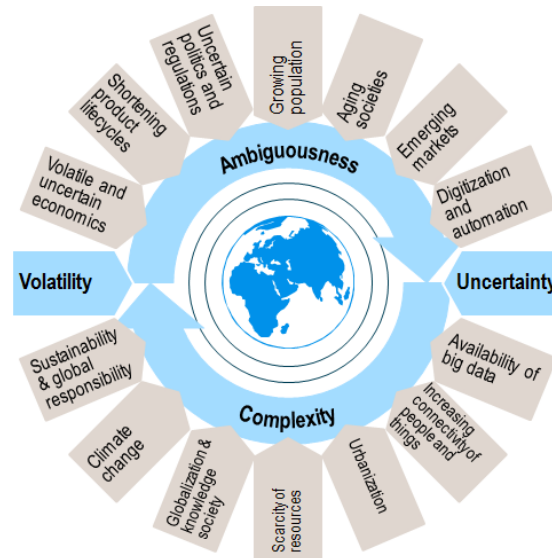 Uncertain
politics and
regulations
Growing
population
Aging
societies
Shortening
product
lifecycles
Emerging
markets
Ambiguousness
Volatile and
uncertain
economics
Digitization
and
automation
Volatility
Uncertainty
Sustainability
& global
responsibility
Availability of
big data
Complexity
Climate
change
Increasing
connectivity of
people and
things
Globalization &
knowledge
society
Scarcity of
resources
Urbanization